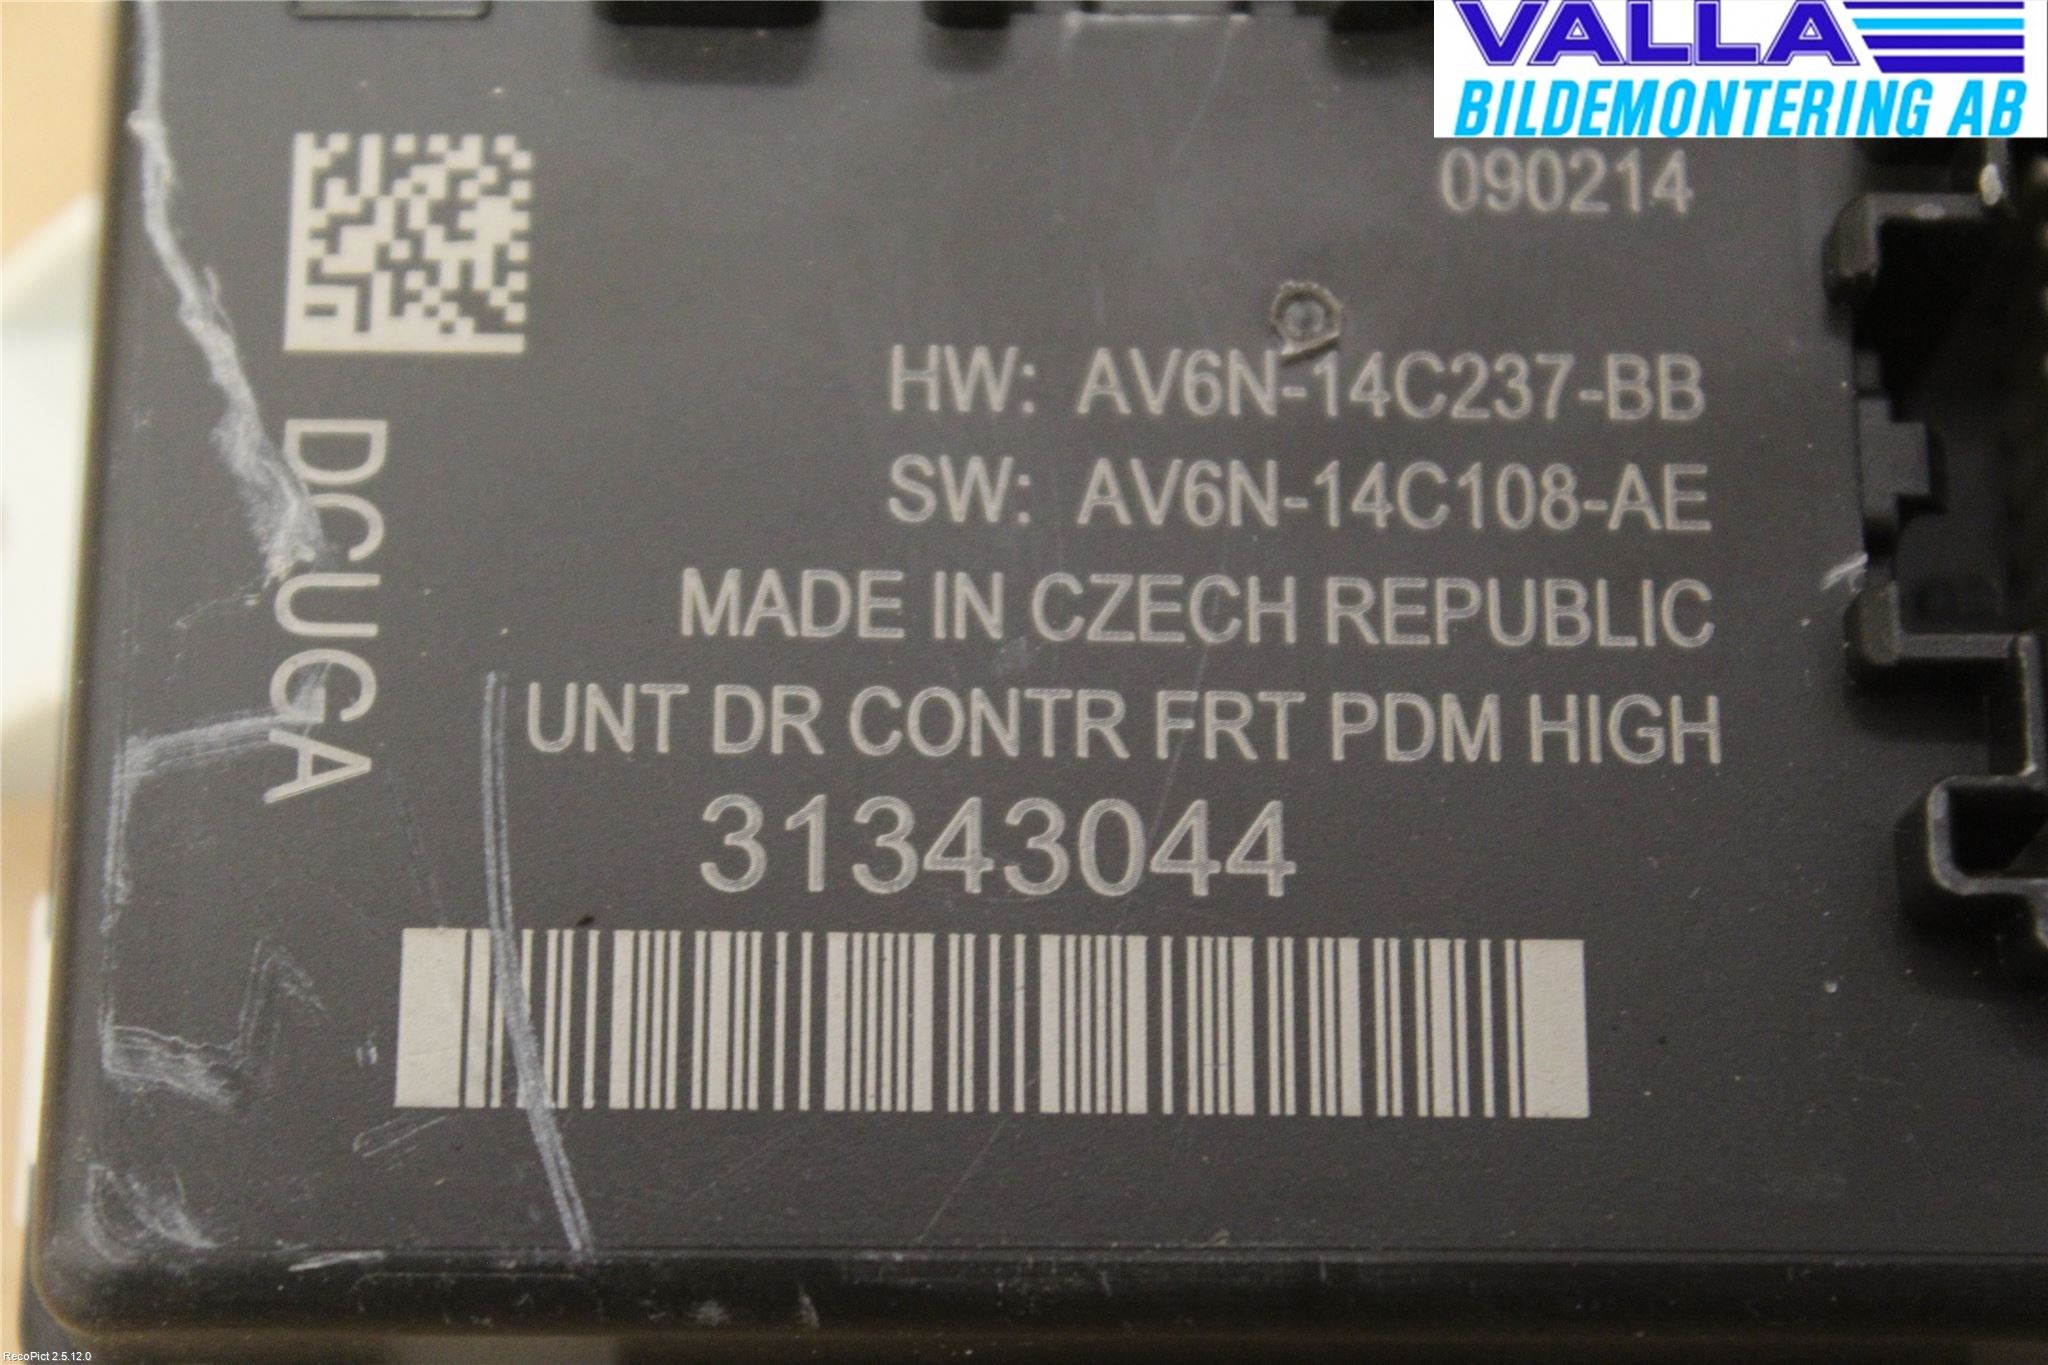 VALLA
BILDEMONTERING AB
090214
HW: AV6N-14C237-BB
SW: AV6N-14C108-AE
MADE IN CZECH REPUBLIC
UNT DR CONTR FRT PDM HIGH
31343044
DCUGA
RecoPict 2.5.12.0